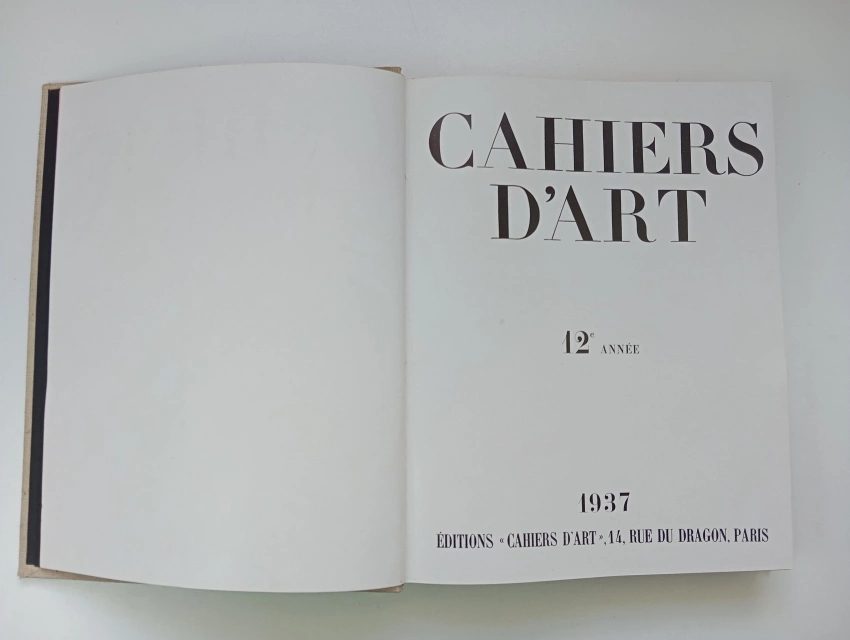 CAHIERS
D'ART
12e ANNÉE
1937
ÉDITIONS « CAHIERS D'ART », 14, RUE DU DRAGON, PARIS